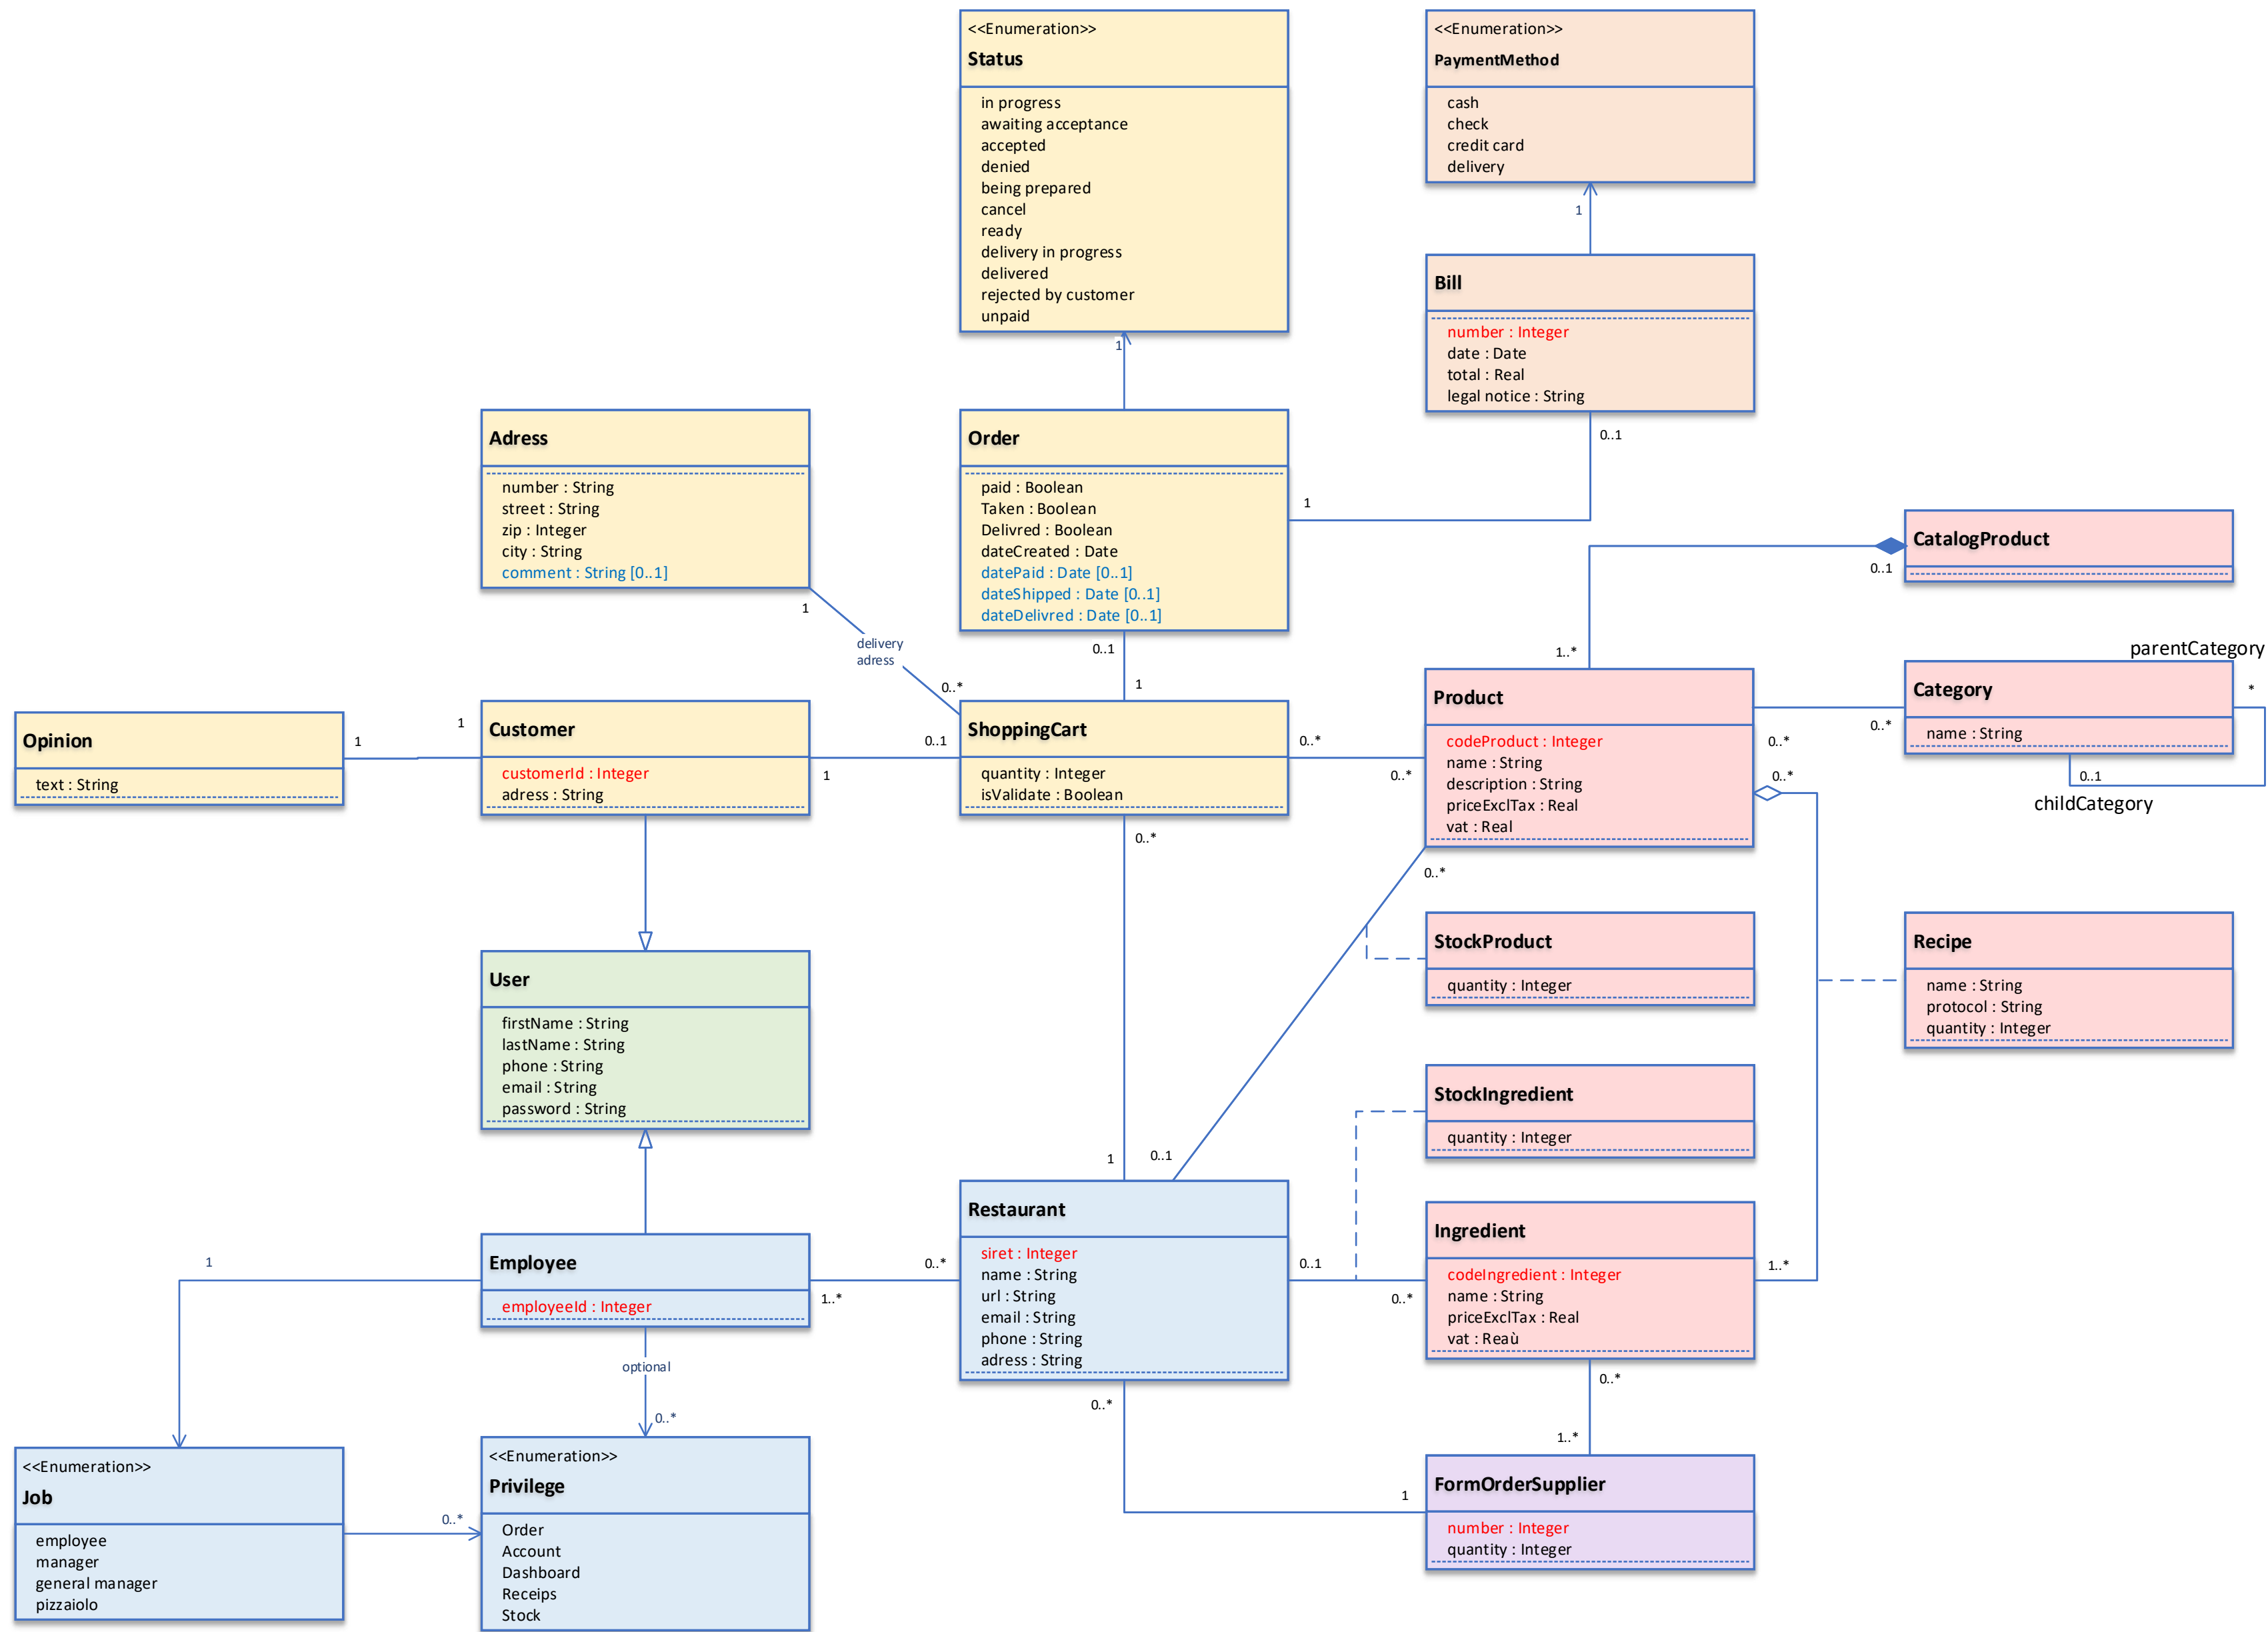 <<Enumeration>>
Status
in progress
awaiting acceptance
accepted
denied
being prepared
cancel
ready
delivery in progress
delivered
rejected by customer
unpaid
1
<<Enumeration>>
PaymentMethod
cash
check
credit card
delivery
1
Bill
number : Integer
date : Date
total : Real
legal notice : String
0..1
Adress
number : String
street : String
zip : Integer
city : String
comment : String [0..1]
1
delivery
adress
0..*
Order
paid : Boolean
Taken : Boolean
Delivred : Boolean
dateCreated : Date
datePaid : Date [0..1]
dateShipped : Date [0..1]
dateDelivred : Date [0..1]
1
0..1
1
CatalogProduct
0..1
1..*
Opinion
text : String
1
1
Customer
customerId : Integer
adress : String
0..1
1
ShoppingCart
quantity : Integer
isValidate : Boolean
0..*
0..*
0..*
Product
codeProduct : Integer
name : String
description : String
priceExclTax : Real
vat : Real
0..*
0..*
0..*
0..*
Category
name : String
parentCategory
*
0..1
childCategory
User
firstName : String
lastName : String
phone : String
email : String
password : String
StockProduct
quantity : Integer
Recipe
name : String
protocol : String
quantity : Integer
StockIngredient
quantity : Integer
1
0..1
Employee
employeeId : Integer
1
0..*
1..*
optional
0..*
Restaurant
siret : Integer
name : String
url : String
email : String
phone : String
adress : String
0..1
0..*
0..*
Ingredient
codeIngredient : Integer
name : String
priceExclTax : Real
vat : Reaù
1..*
0..*
1..*
<<Enumeration>>
Job
employee
manager
general manager
pizzaiolo
0..*
<<Enumeration>>
Privilege
Order
Account
Dashboard
Receips
Stock
1
FormOrderSupplier
number : Integer
quantity : Integer